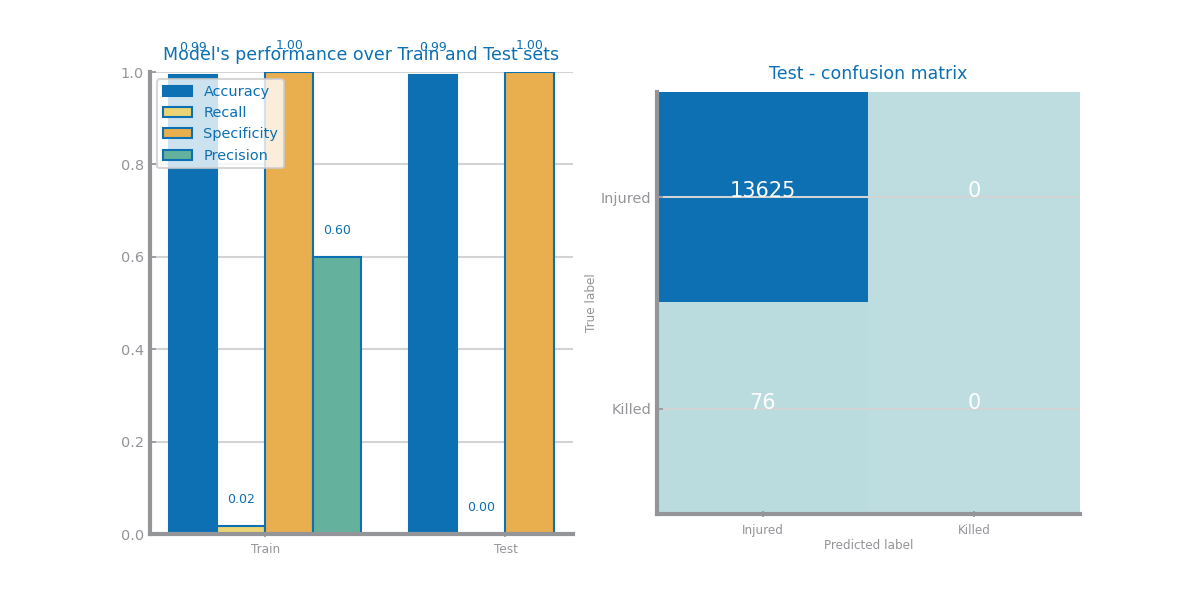 Model's performance over Train and Test sets
0.99
1.00
0.99
1.00
1.0
0.8
0.6
0.4
0.2
0.0
Accuracy
Recall
Specificity
Precision
0.60
0.02
0.00
Train
Test
Test - confusion matrix
True label
Injured
13625
0
Killed
76
0
Injured
Killed
Predicted label